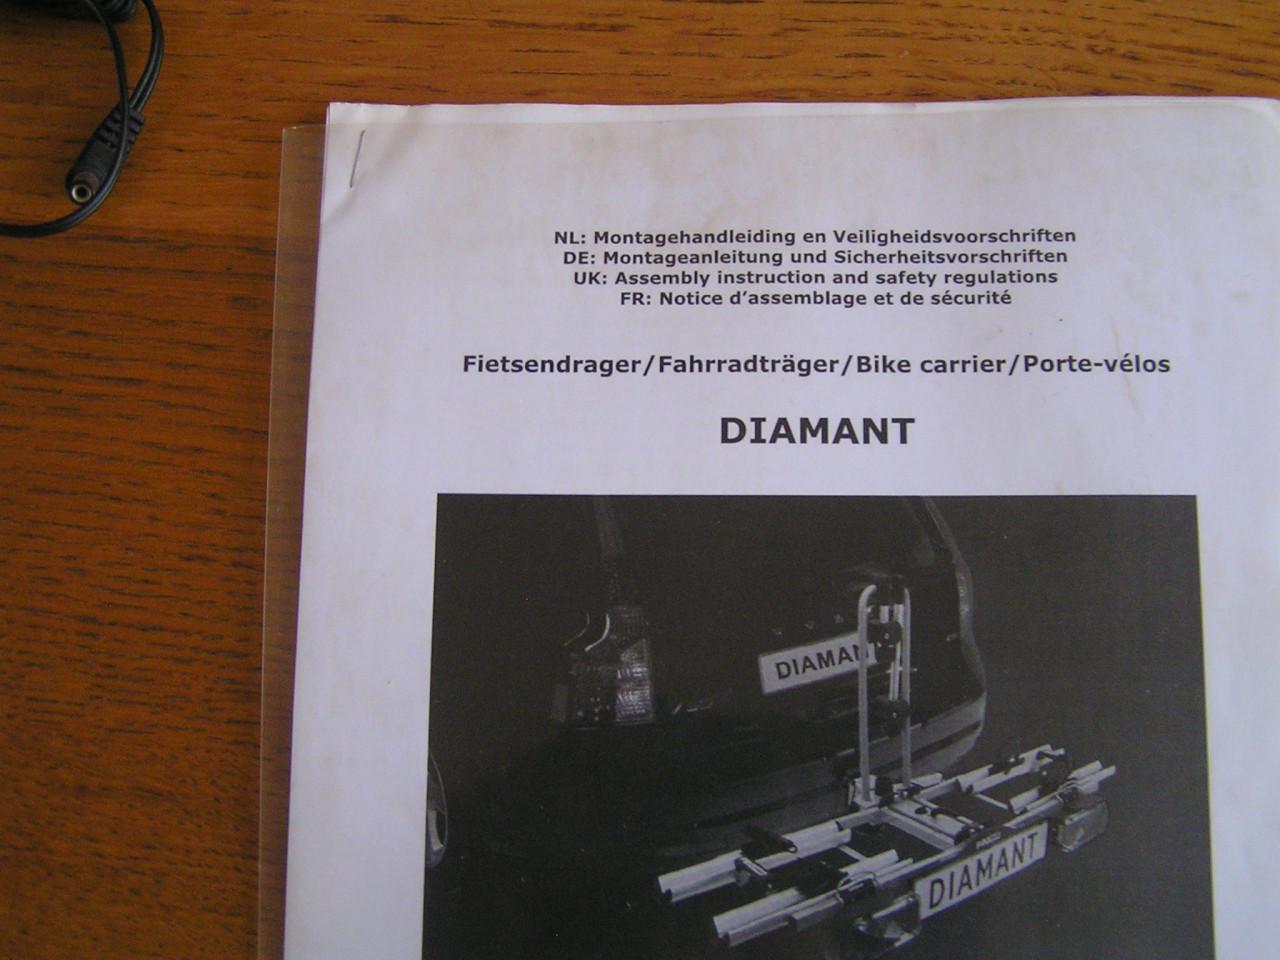 NL: Montagehandleiding en Veiligheidsvoorschriften
DE: Montageanleitung und Sicherheitsvorschriften
UK: Assembly instruction and safety regulations
FR: Notice d'assemblage et de sécurité
Fietsendrager/Fahrradträger/Bike carrier/Porte-vélos
DIAMANT
DIAMANT
DIAMANT